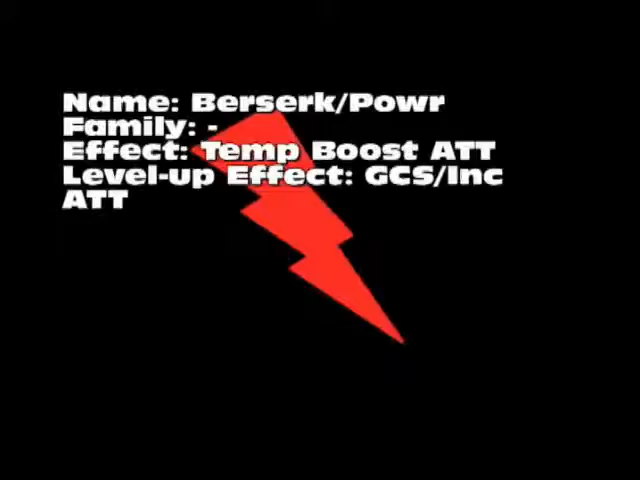 Name: Berserk/Powr
Family: -
Effect: Temp Boost ATT
Level-up Effect: GCS/Inc
ATT